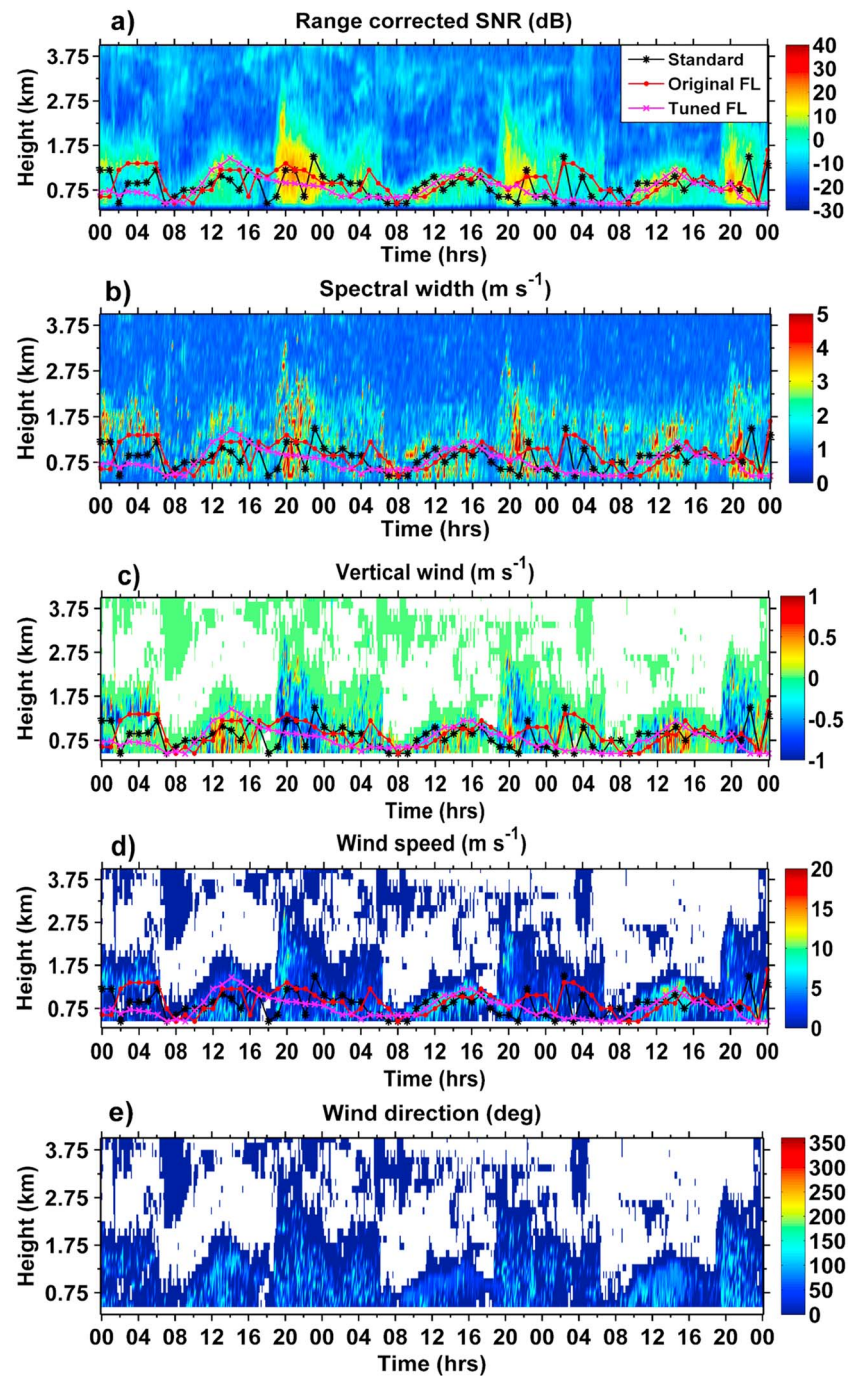 a) Range corrected SNR (dB)
Height (km)
3.75
2.75
1.75
0.75
Standard
Original FL
Tuned FL
40
30
20
10
0
-10
-20
-30
00 04 08 12 16 20 00 04 08 12 16 20 00 04 08 12 16 20 00
Time (hrs)
b) Spectral width (m s⁻¹)
Height (km)
3.75
2.75
1.75
0.75
5
4
3
2
1
0
00 04 08 12 16 20 00 04 08 12 16 20 00 04 08 12 16 20 00
Time (hrs)
c) Vertical wind (m s⁻¹)
Height (km)
3.75
2.75
1.75
0.75
1
0.5
0
-0.5
-1
00 04 08 12 16 20 00 04 08 12 16 20 00 04 08 12 16 20 00
Time (hrs)
d) Wind speed (m s⁻¹)
Height (km)
3.75
2.75
1.75
0.75
20
15
10
5
0
00 04 08 12 16 20 00 04 08 12 16 20 00 04 08 12 16 20 00
Time (hrs)
e) Wind direction (deg)
Height (km)
3.75
2.75
1.75
0.75
350
300
250
200
150
100
50
0
00 04 08 12 16 20 00 04 08 12 16 20 00 04 08 12 16 20 00
Time (hrs)